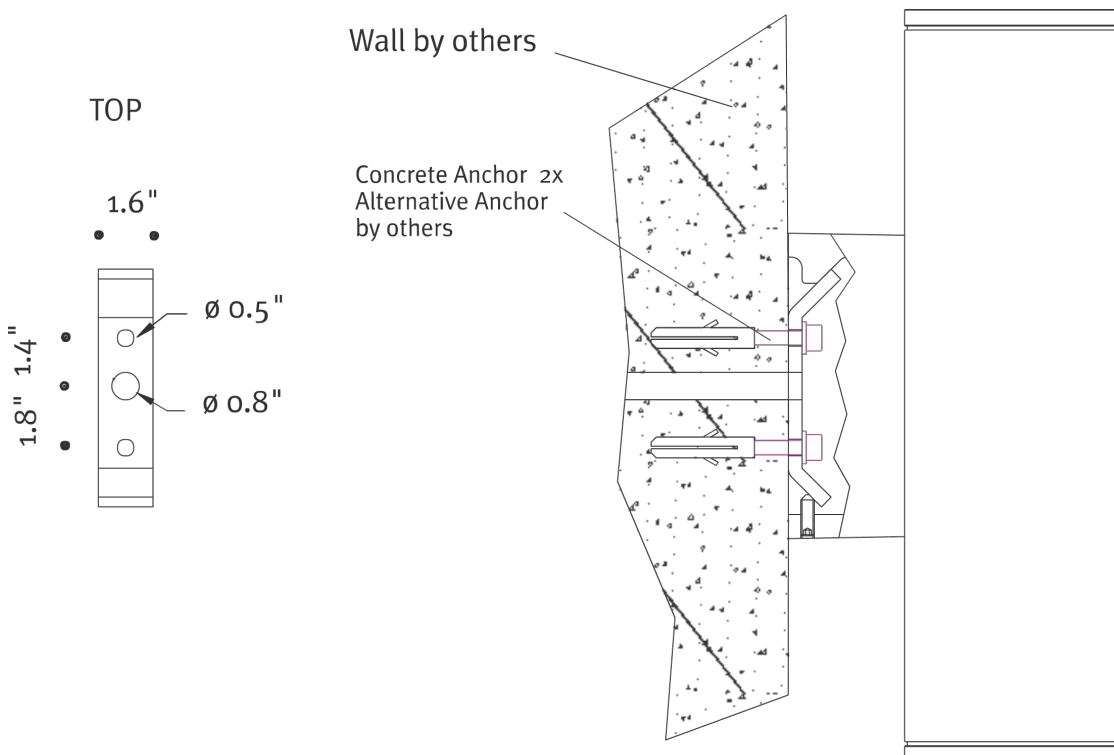 Wall by others
TOP
Concrete Anchor 2x
Alternative Anchor
by others
1.6"
ø 0.5"
1.4"
ø 0.8"
1.8"